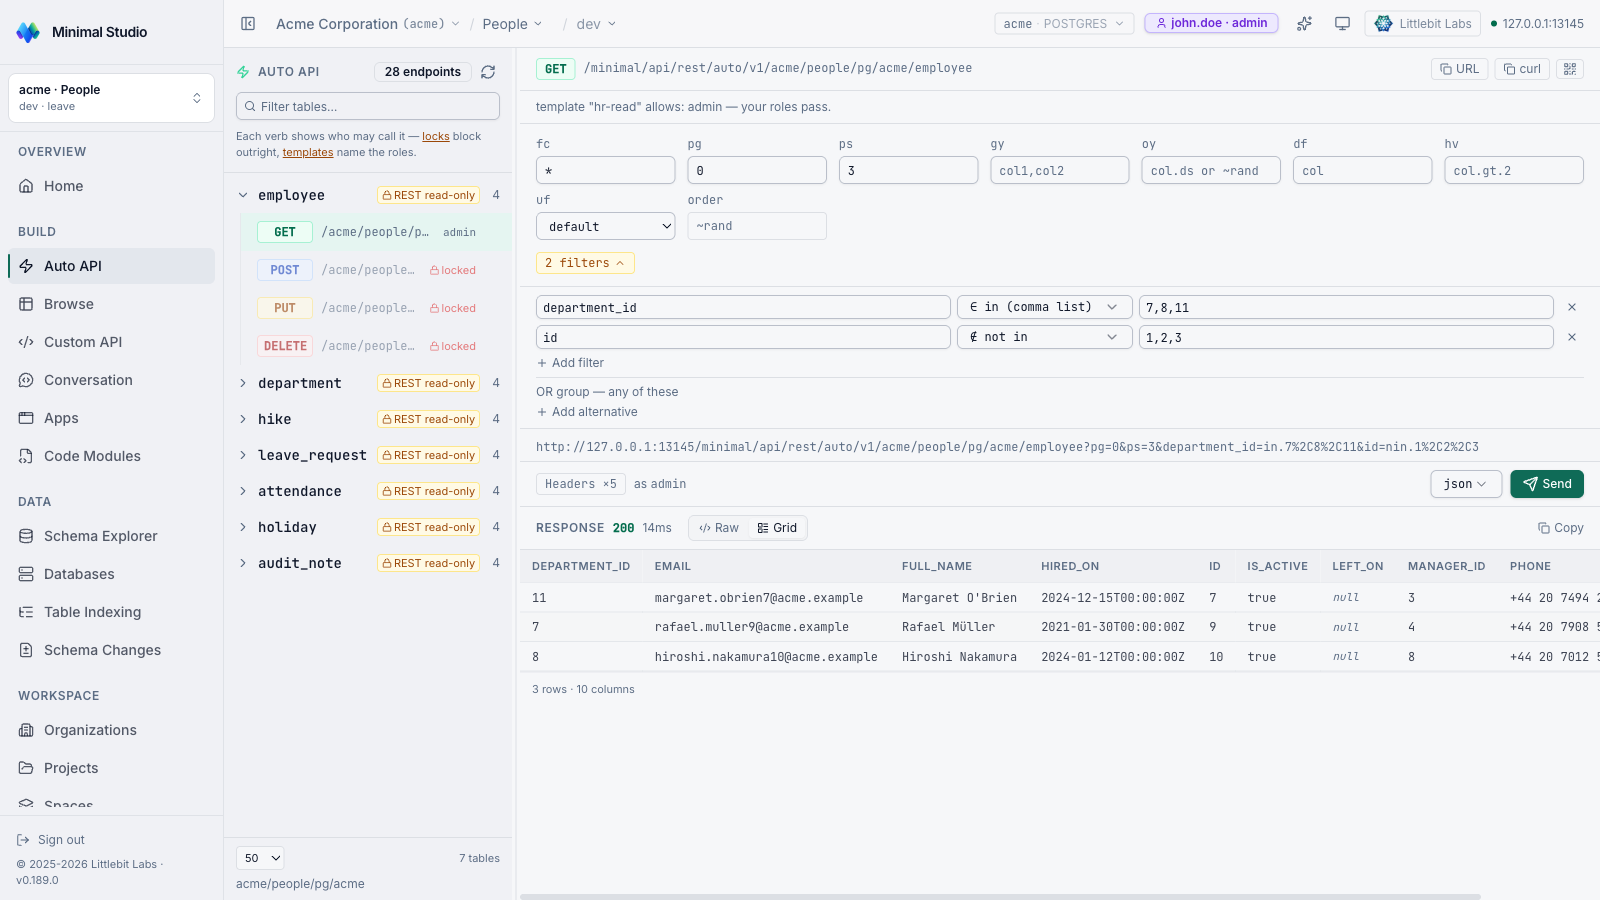 Minimal Studio
Acme Corporation (acme) / People / dev
acme · POSTGRES
john.doe · admin
Littlebit Labs
127.0.0.1:13145
acme · People
dev · leave
OVERVIEW
Home
BUILD
Auto API
Browse
Custom API
Conversation
Apps
Code Modules
DATA
Schema Explorer
Databases
Table Indexing
Schema Changes
WORKSPACE
Organizations
Projects
Spaces
Sign out
© 2025-2026 Littlebit Labs ·
v0.189.0
AUTO API 28 endpoints
Filter tables...
Each verb shows who may call it — locks block
outright, templates name the roles.
employee REST read-only 4
GET /acme/people/p… admin
POST /acme/people… locked
PUT /acme/people… locked
DELETE /acme/people… locked
department REST read-only 4
hike REST read-only 4
leave_request REST read-only 4
attendance REST read-only 4
holiday REST read-only 4
audit_note REST read-only 4
50 7 tables
acme/people/pg/acme
GET /minimal/api/rest/auto/v1/acme/people/pg/acme/employee URL curl
template "hr-read" allows: admin — your roles pass.
fc pg ps gy oy df hv
* 0 3 col1,col2 col.ds or ~rand col col.gt.2
uf order
default ~rand
2 filters
department_id ∈ in (comma list) 7,8,11 ×
id ∉ not in 1,2,3 ×
+ Add filter
OR group — any of these
+ Add alternative
http://127.0.0.1:13145/minimal/api/rest/auto/v1/acme/people/pg/acme/employee?pg=0&ps=3&department_id=in.7%2C8%2C11&id=nin.1%2C2%2C3
Headers ×5 as admin json Send
RESPONSE 200 14ms Raw Grid Copy
DEPARTMENT_ID EMAIL FULL_NAME HIRED_ON ID IS_ACTIVE LEFT_ON MANAGER_ID PHONE
11 margaret.obrien7@acme.example Margaret O'Brien 2024-12-15T00:00:00Z 7 true null 3 +44 20 7494
7 rafael.muller9@acme.example Rafael Müller 2021-01-30T00:00:00Z 9 true null 4 +44 20 7908
8 hiroshi.nakamura10@acme.example Hiroshi Nakamura 2024-01-12T00:00:00Z 10 true null 8 +44 20 7012
3 rows · 10 columns